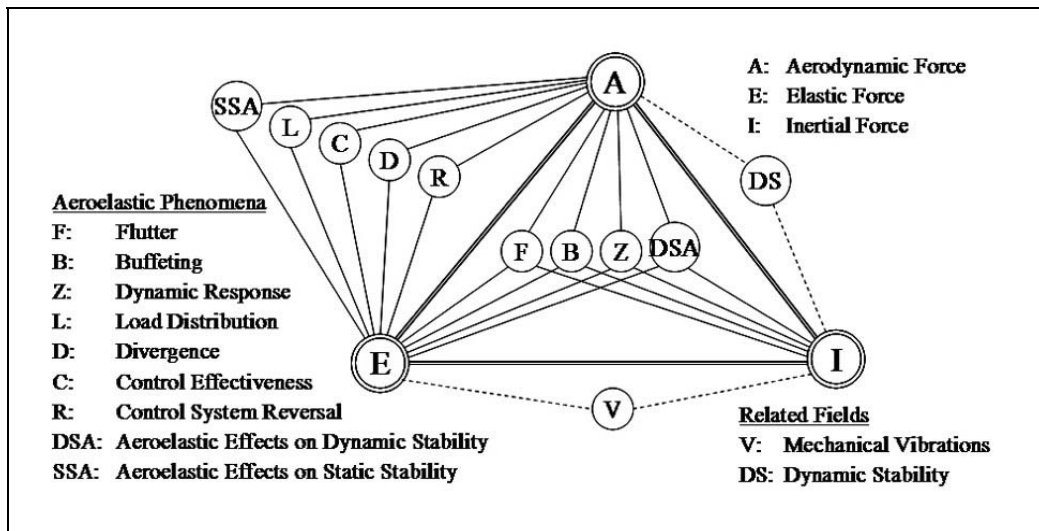 A
A: Aerodynamic Force
E: Elastic Force
I: Inertial Force
SSA
L
C
D
R
DS
Aeroelastic Phenomena
F: Flutter
B: Buffeting
Z: Dynamic Response
L: Load Distribution
D: Divergence
C: Control Effectiveness
R: Control System Reversal
DSA: Aeroelastic Effects on Dynamic Stability
SSA: Aeroelastic Effects on Static Stability
F
B
Z
DSA
E
I
V
Related Fields
V: Mechanical Vibrations
DS: Dynamic Stability